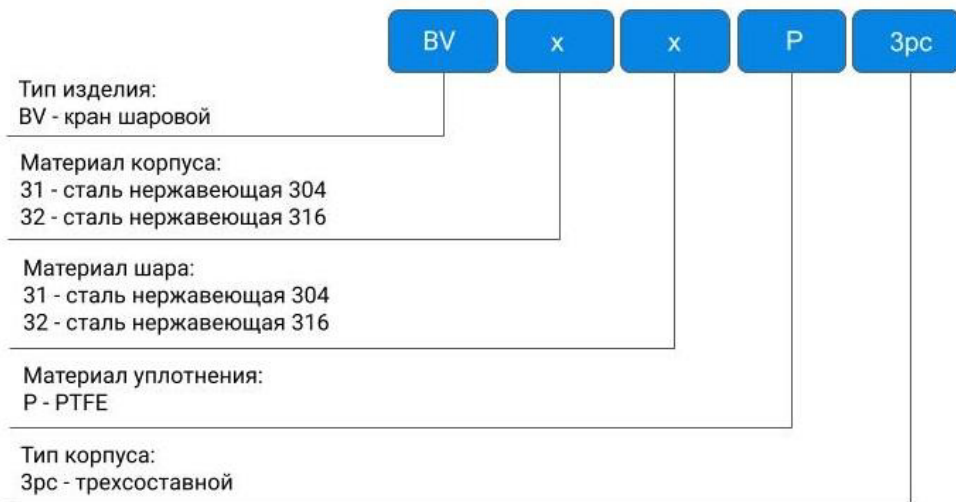 BV x x P 3pc
Тип изделия:
BV - кран шаровой
Материал корпуса:
31 - сталь нержавеющая 304
32 - сталь нержавеющая 316
Материал шара:
31 - сталь нержавеющая 304
32 - сталь нержавеющая 316
Материал уплотнения:
P - PTFE
Тип корпуса:
3pc - трехсоставной